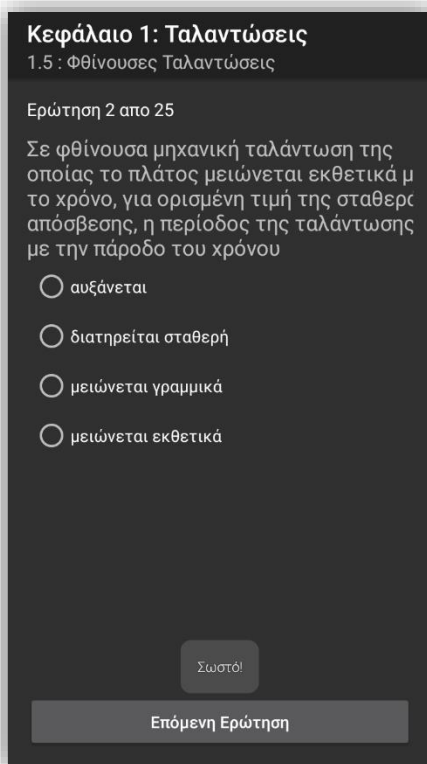 Κεφάλαιο 1: Ταλαντώσεις
1.5 : Φθίνουσες Ταλαντώσεις
Ερώτηση 2 απο 25
Σε φθίνουσα μηχανική ταλάντωση της
οποίας το πλάτος μειώνεται εκθετικά μ
το χρόνο, για ορισμένη τιμή της σταθερά
απόσβεσης, η περίοδος της ταλάντωσης
με την πάροδο του χρόνου
αυξάνεται
διατηρείται σταθερή
μειώνεται γραμμικά
μειώνεται εκθετικά
Σωστό!
Επόμενη Ερώτηση